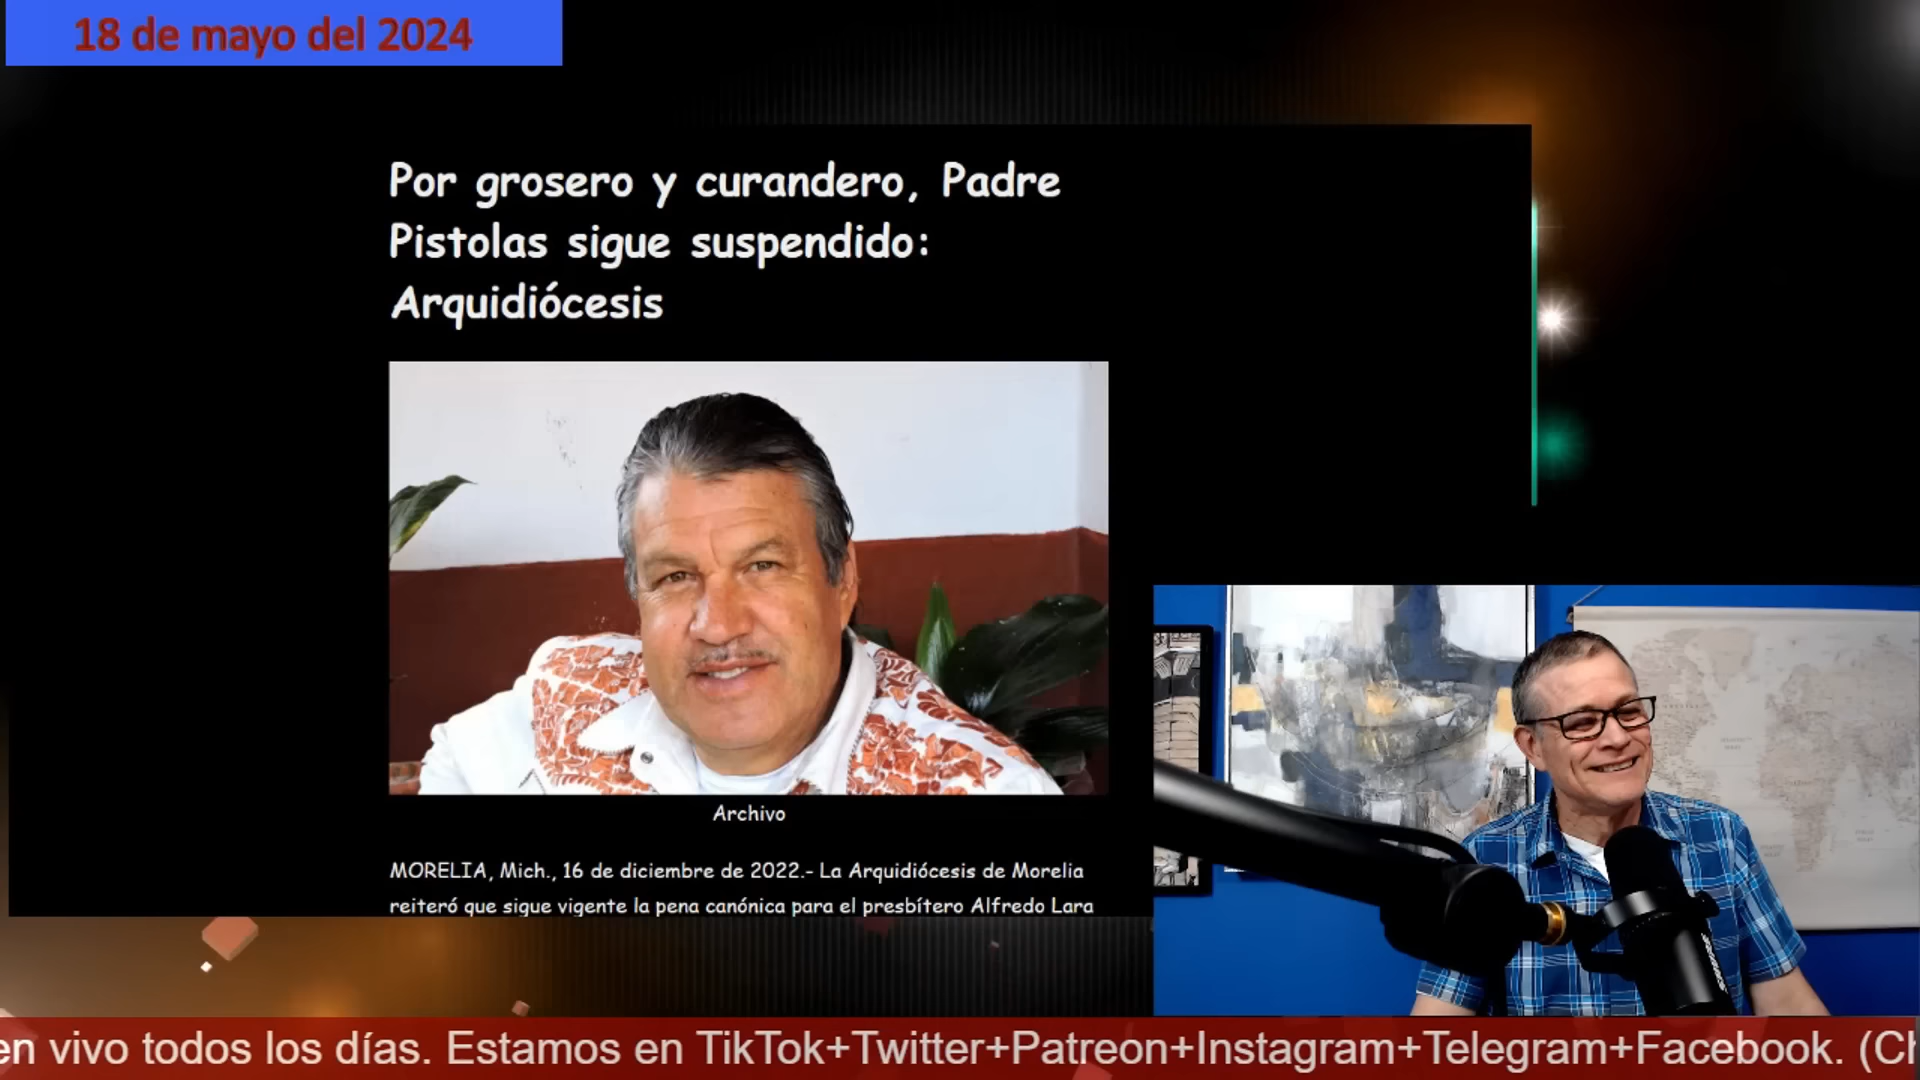 18 de mayo del 2024
Por grosero y curandero, Padre
Pistolas sigue suspendido:
Arquidiócesis
Archivo
MORELIA, Mich., 16 de diciembre de 2022.- La Arquidiócesis de Morelia
reiteró que sigue vigente la pena canónica para el presbítero Alfredo Lara
en vivo todos los días. Estamos en TikTok+Twitter+Patreon+Instagram+Telegram+Facebook. (Ch